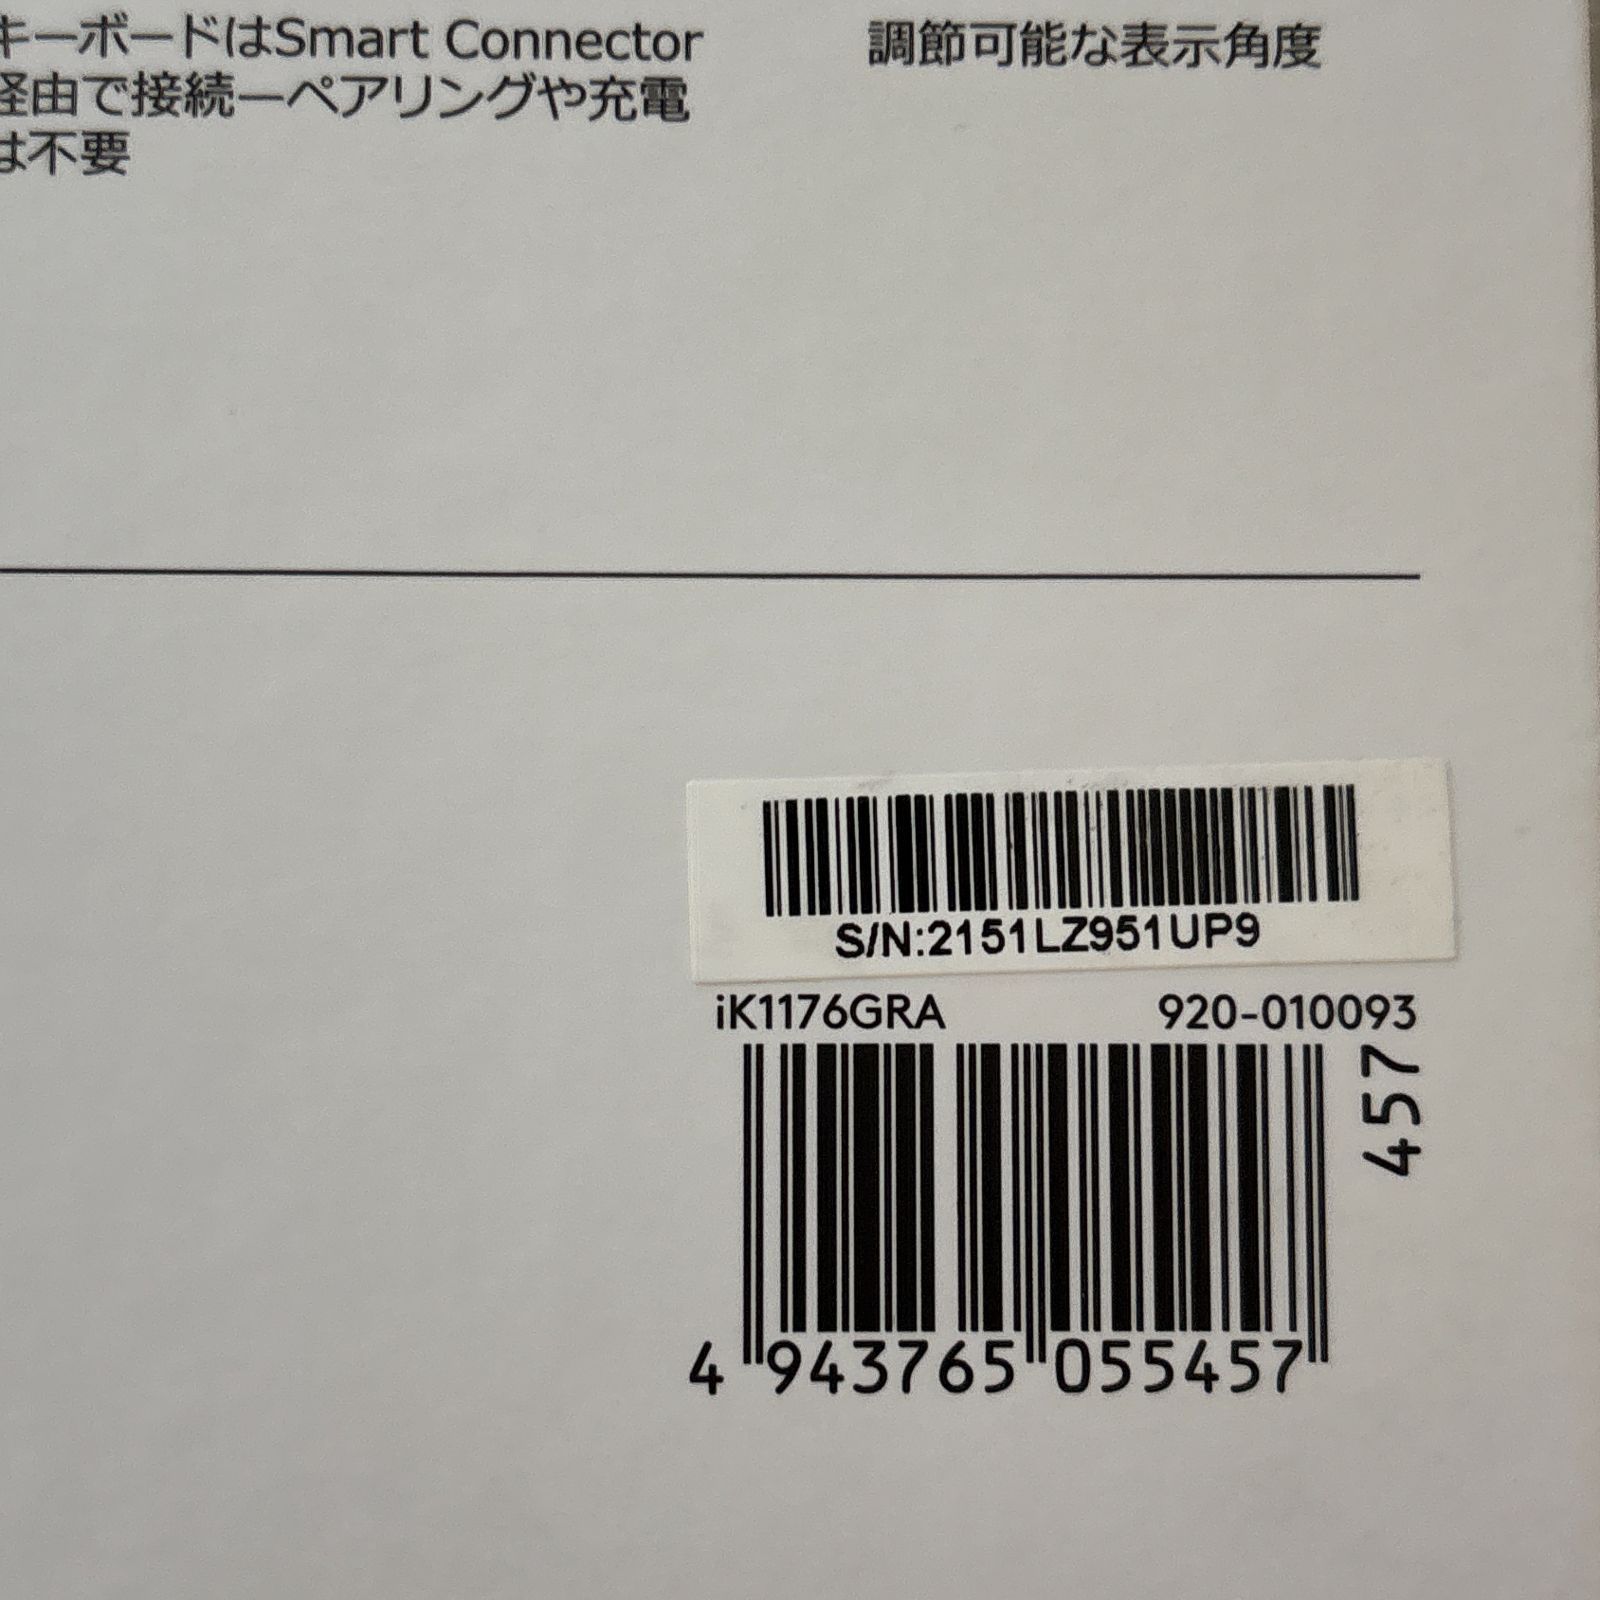 キーボードはSmart Connector
経由で接続ーペアリングや充電
は不要
調節可能な表示角度
S/N:2151LZ951UP9
iK1176GRA 920-010093
457
4 943765 055457